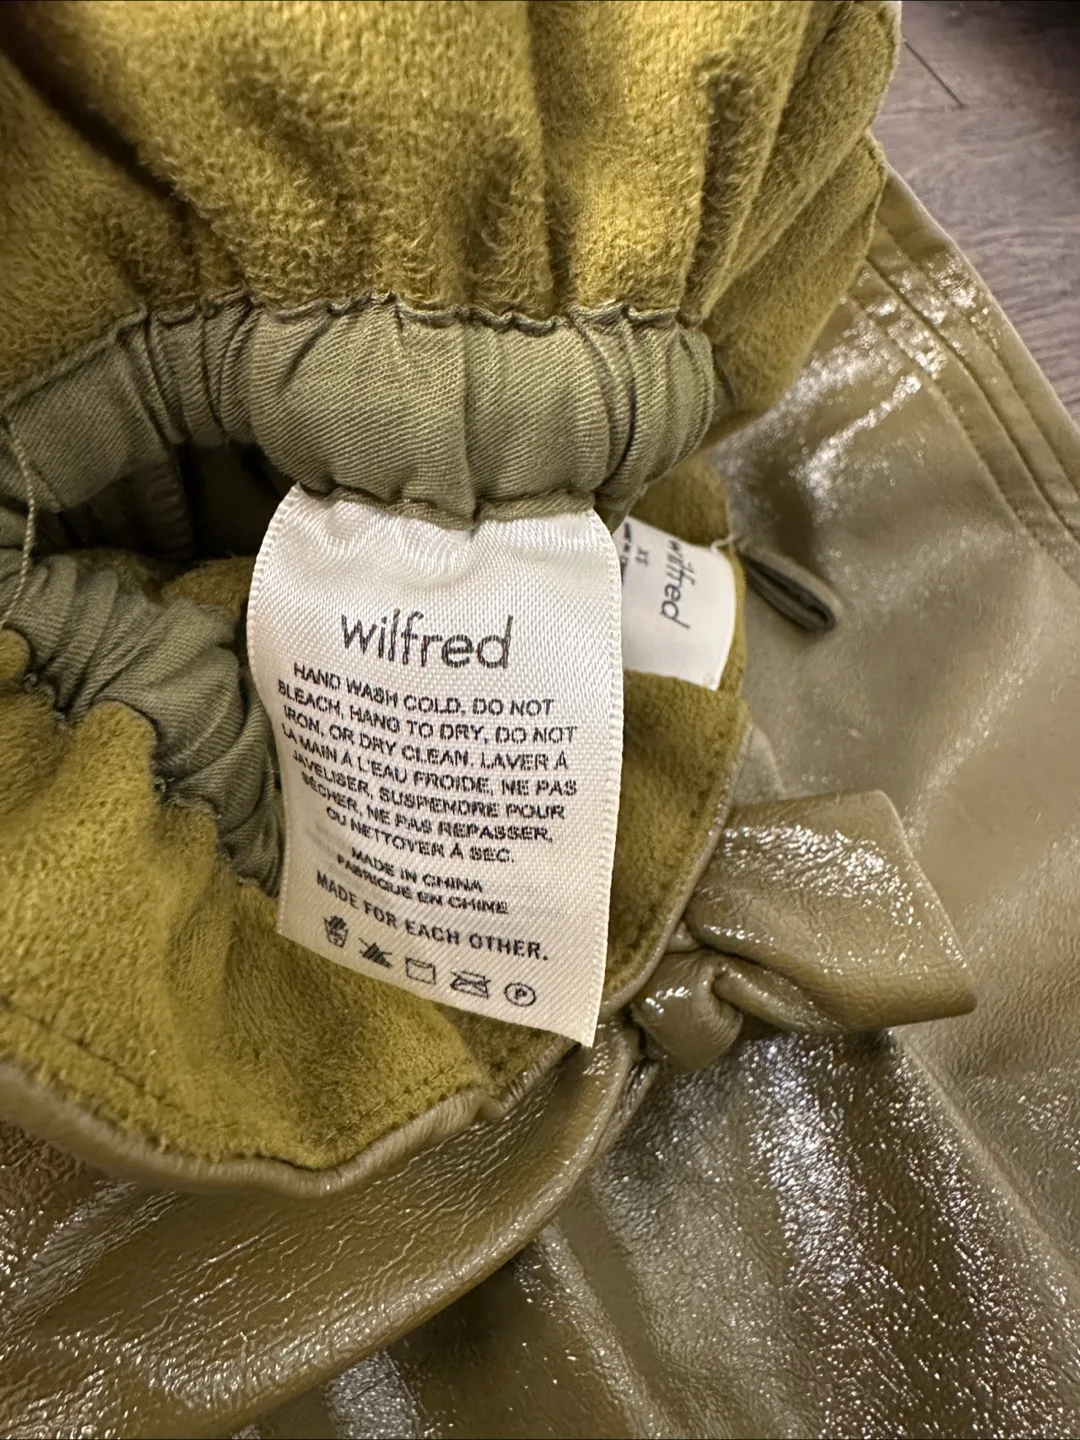 wilfred
HAND WASH COLD, DO NOT
BLEACH, HANG TO DRY, DO NOT
IRON, OR DRY CLEAN. LAVER À
LA MAIN À L'EAU FROIDE, NE PAS
JAVELISER, SUSPENDRE POUR
SÉCHER, NE PAS REPASSER,
OU NETTOYER À SEC.
MADE IN CHINA
FABRIQUÉ EN CHINE
MADE FOR EACH OTHER.
P
wilfred